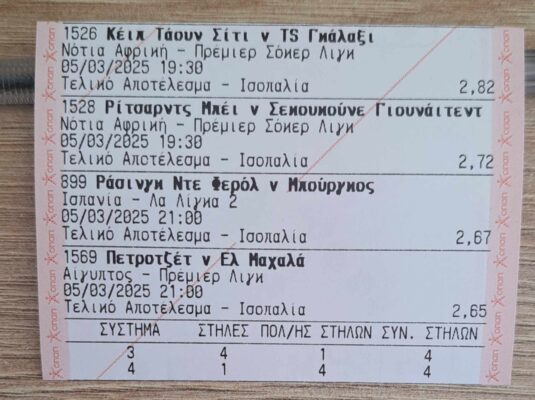 1526 Κέιπ Τάουν Σίτι v TS Γκάλαξι
Νότια Αφρική - Πρέμιερ Σόκερ Λιγκ
05/03/2025 19:30
Τελικό Αποτέλεσμα - Ισοπαλία 2,82
1528 Ρίτσαρντς Μπέι v Σεκουκούνε Γιουνάιτεντ
Νότια Αφρική - Πρέμιερ Σόκερ Λιγκ
05/03/2025 19:30
Τελικό Αποτέλεσμα - Ισοπαλία 2,72
899 Ράσινγκ Ντε Φερόλ v Μπούργκος
Ισπανία - Λα Λίγκα 2
05/03/2025 21:00
Τελικό Αποτέλεσμα - Ισοπαλία 2,67
1569 Πετροτζέτ v Ελ Μαχαλά
Αίγυπτος - Πρέμιερ Λιγκ
05/03/2025 21:00
Τελικό Αποτέλεσμα - Ισοπαλία 2,65
ΣΥΣΤΗΜΑ ΣΤΗΛΕΣ ΠΟΛ/ΗΣ ΣΤΗΛΩΝ ΣΥΝ. ΣΤΗΛΩΝ
3 4 1 4
4 1 4 4